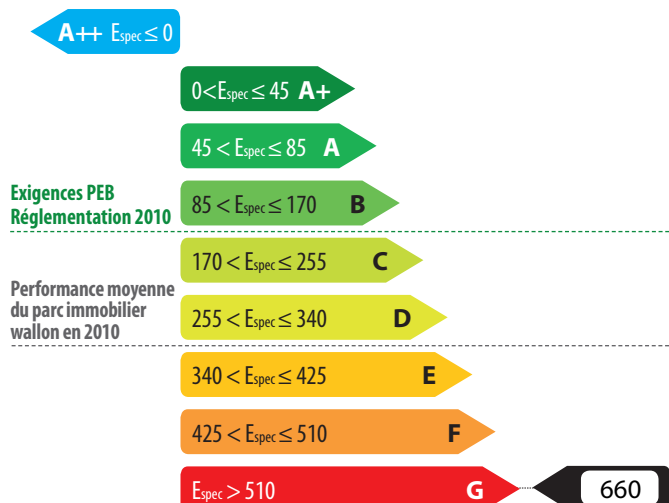 A++ Espec ≤ 0
0<Espec ≤ 45 A+
45 < Espec ≤ 85 A
Exigences PEB
Réglementation 2010
85 < Espec ≤ 170 B
170 < Espec ≤ 255 C
Performance moyenne
du parc immobilier
wallon en 2010
255 < Espec ≤ 340 D
340 < Espec ≤ 425 E
425 < Espec ≤ 510 F
Espec > 510 G 660